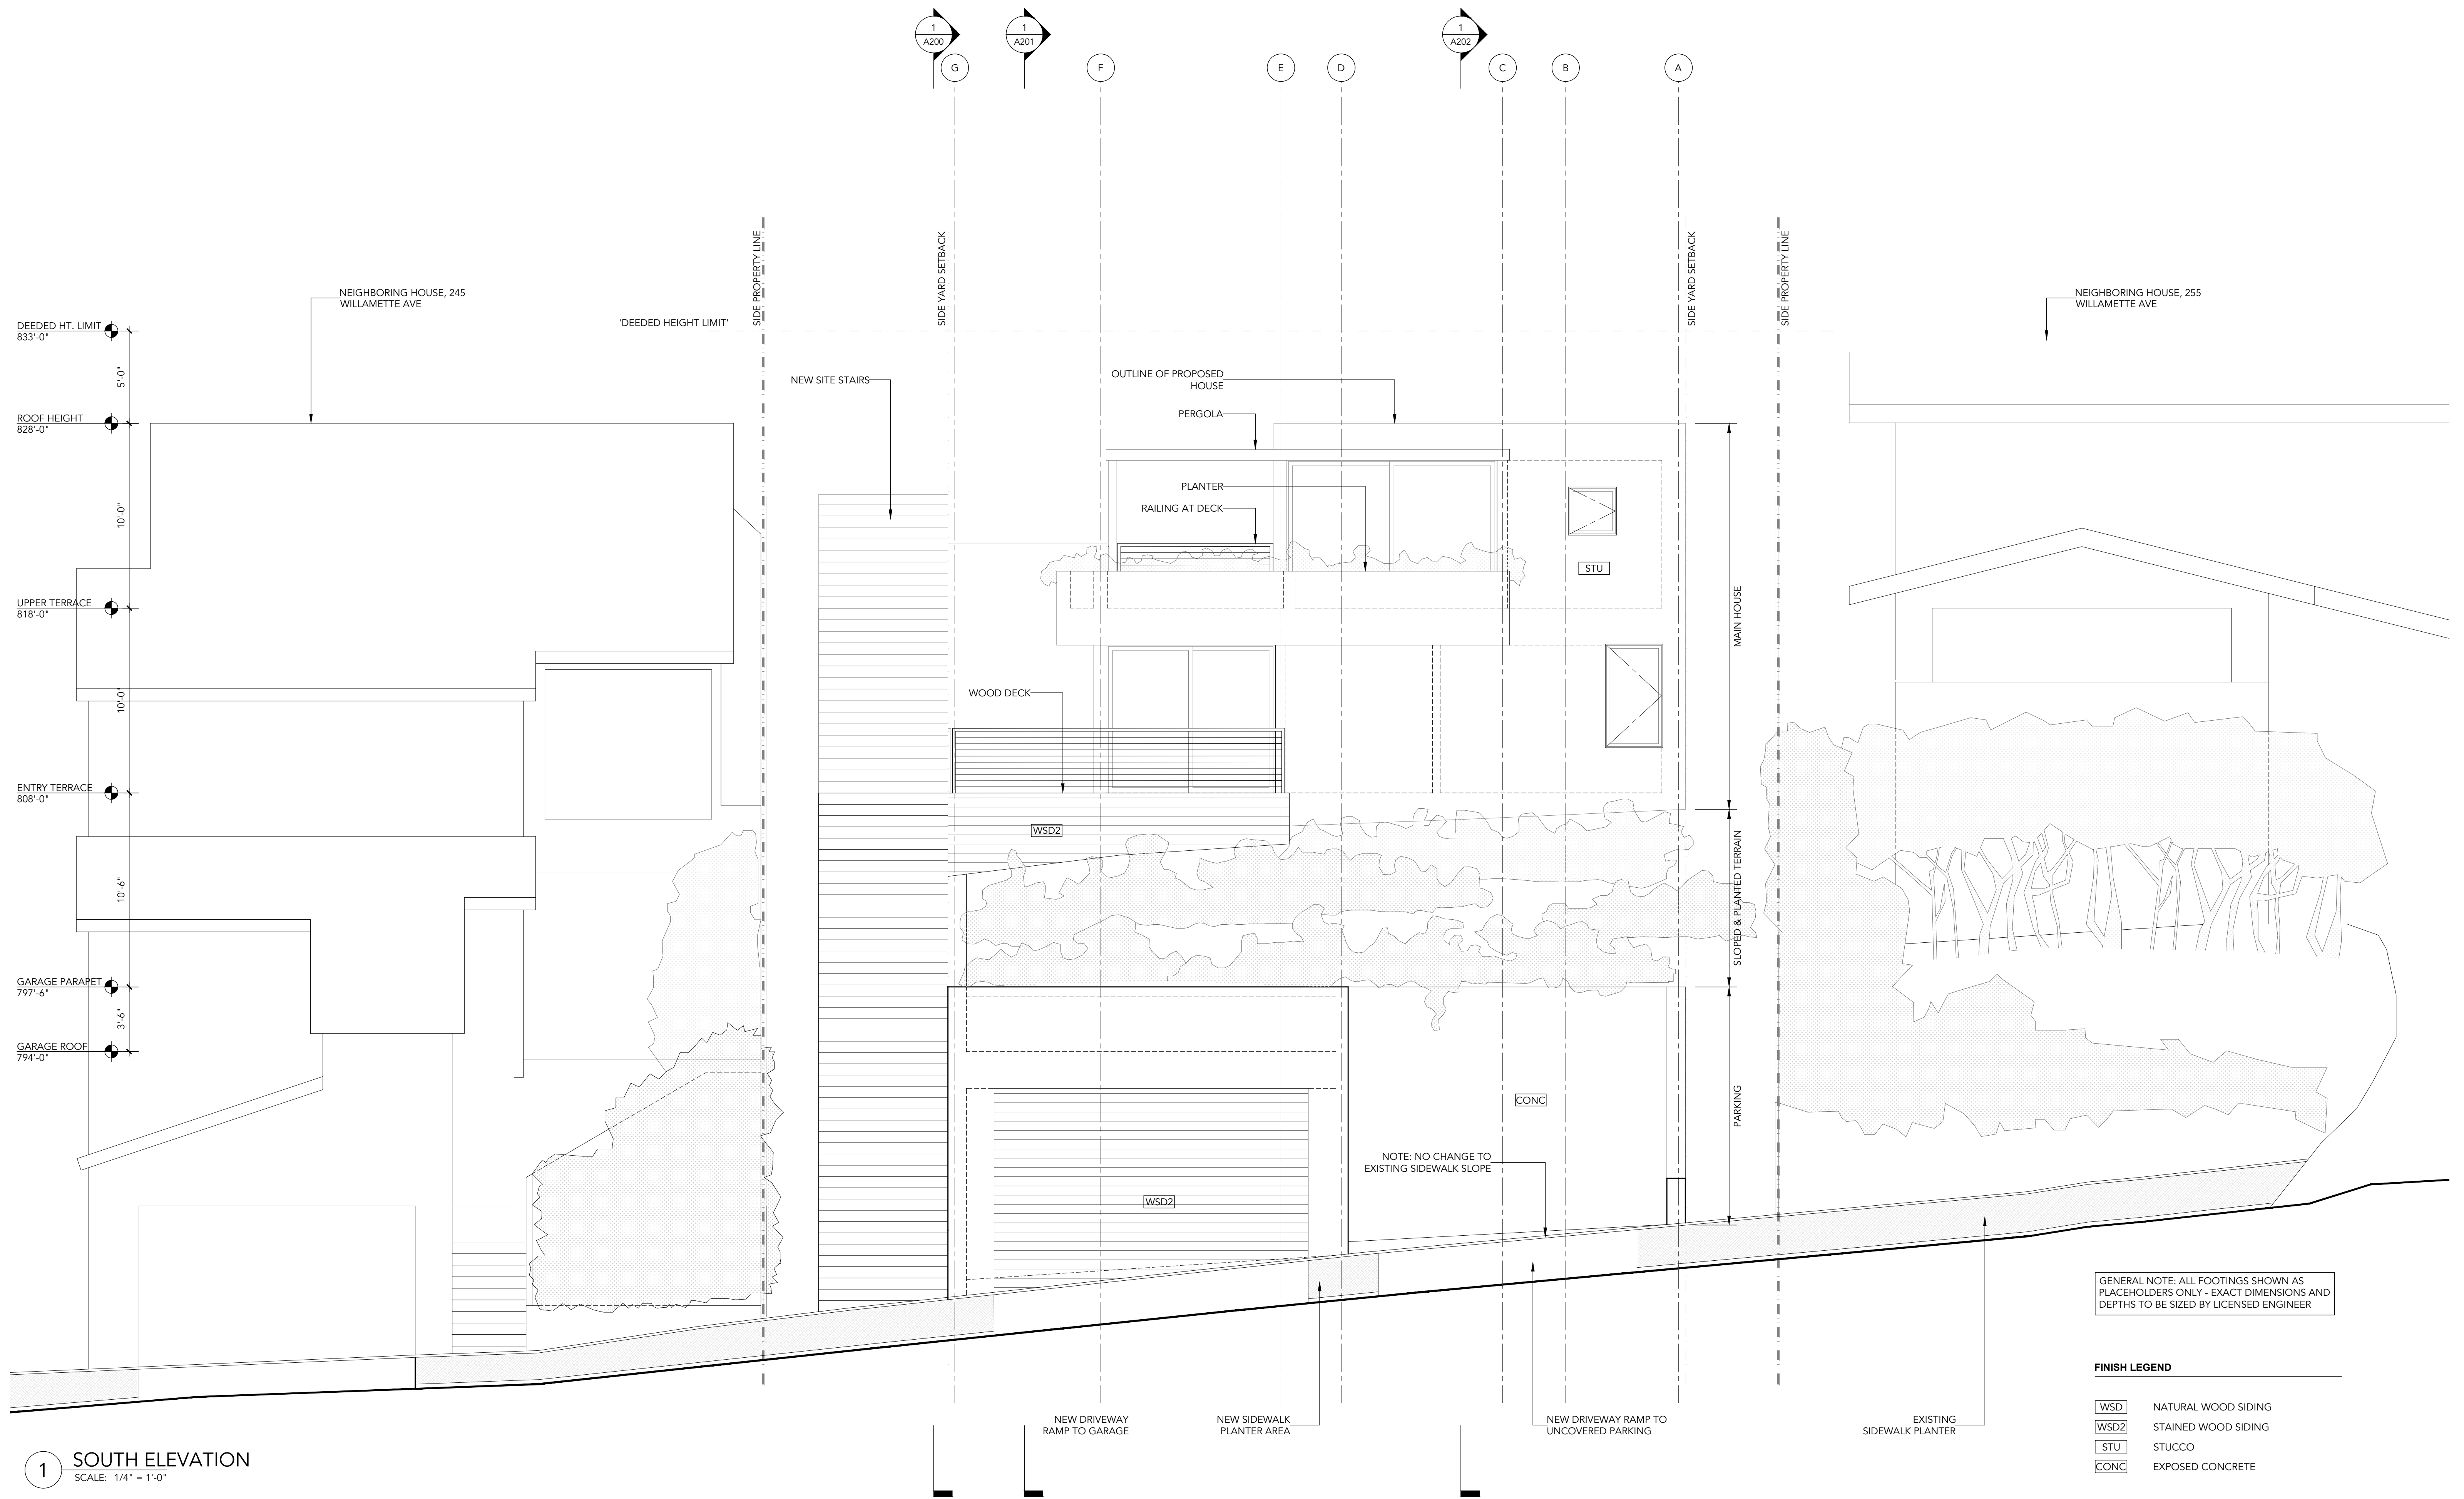 1
A200
1
A201
1
A202
G
F
E
D
C
B
A
SIDE PROPERTY LINE
SIDE YARD SETBACK
SIDE YARD SETBACK
SIDE PROPERTY LINE
NEIGHBORING HOUSE, 245
WILLAMETTE AVE
NEIGHBORING HOUSE, 255
WILLAMETTE AVE
'DEEDED HEIGHT LIMIT'
DEEDED HT. LIMIT
833'-0"
5'-0"
ROOF HEIGHT
828'-0"
10'-0"
UPPER TERRACE
818'-0"
10'-0"
ENTRY TERRACE
808'-0"
10'-6"
GARAGE PARAPET
797'-6"
3'-6"
GARAGE ROOF
794'-0"
NEW SITE STAIRS
OUTLINE OF PROPOSED
HOUSE
PERGOLA
PLANTER
RAILING AT DECK
STU
WOOD DECK
WSD2
MAIN HOUSE
SLOPED & PLANTED TERRAIN
PARKING
CONC
NOTE: NO CHANGE TO
EXISTING SIDEWALK SLOPE
WSD2
NEW DRIVEWAY
RAMP TO GARAGE
NEW SIDEWALK
PLANTER AREA
NEW DRIVEWAY RAMP TO
UNCOVERED PARKING
EXISTING
SIDEWALK PLANTER
GENERAL NOTE: ALL FOOTINGS SHOWN AS
PLACEHOLDERS ONLY - EXACT DIMENSIONS AND
DEPTHS TO BE SIZED BY LICENSED ENGINEER
FINISH LEGEND
WSD NATURAL WOOD SIDING
WSD2 STAINED WOOD SIDING
STU STUCCO
CONC EXPOSED CONCRETE
1 SOUTH ELEVATION
SCALE: 1/4" = 1'-0"